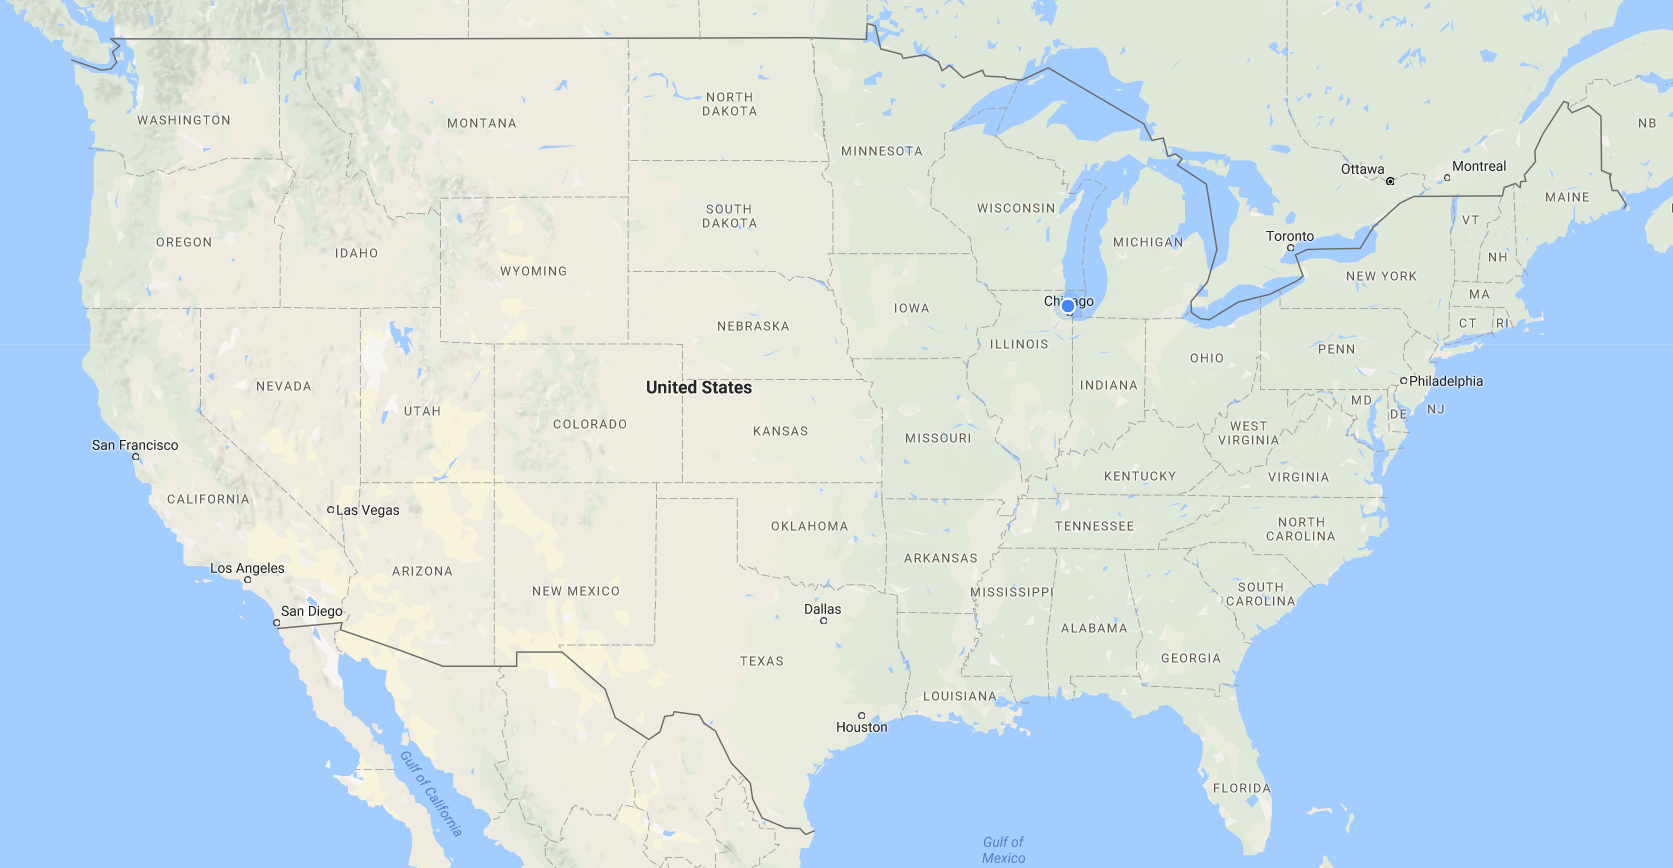 WASHINGTON
MONTANA
NORTH
DAKOTA
MINNESOTA
Ottawa
Montreal
NB
MAINE
OREGON
IDAHO
WYOMING
SOUTH
DAKOTA
WISCONSIN
MICHIGAN
Toronto
VT
NH
NEW YORK
MA
CT
RI
NEBRASKA
IOWA
Chicago
ILLINOIS
INDIANA
OHIO
PENN
Philadelphia
MD
DE
NJ
NEVADA
UTAH
COLORADO
United States
KANSAS
MISSOURI
WEST
VIRGINIA
KENTUCKY
VIRGINIA
San Francisco
CALIFORNIA
Las Vegas
Los Angeles
San Diego
ARIZONA
NEW MEXICO
OKLAHOMA
ARKANSAS
TENNESSEE
NORTH
CAROLINA
SOUTH
CAROLINA
Dallas
TEXAS
MISSISSIPPI
ALABAMA
GEORGIA
LOUISIANA
Houston
FLORIDA
Gulf of California
Gulf of
Mexico